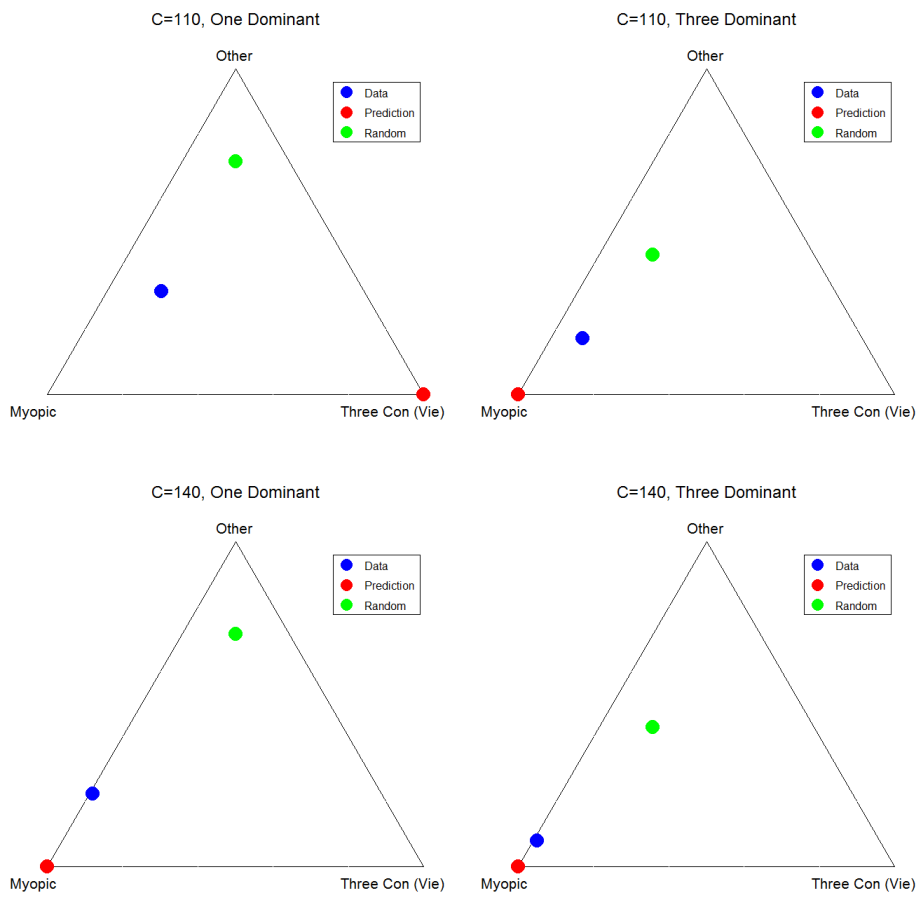 C=110, One Dominant
Other
Data
Prediction
Random
Myopic
Three Con (Vie)
C=110, Three Dominant
Other
Data
Prediction
Random
Myopic
Three Con (Vie)
C=140, One Dominant
Other
Data
Prediction
Random
Myopic
Three Con (Vie)
C=140, Three Dominant
Other
Data
Prediction
Random
Myopic
Three Con (Vie)